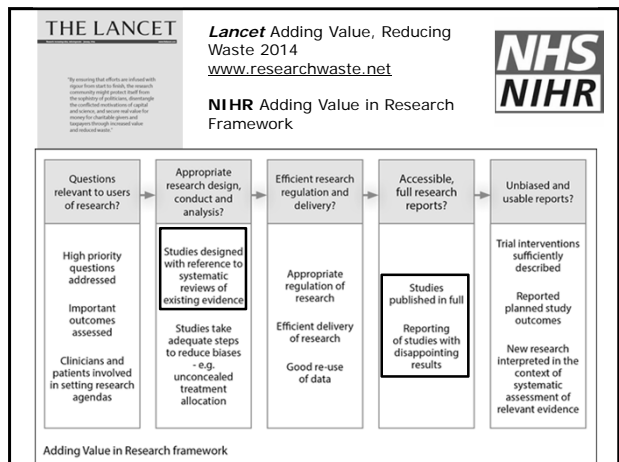 THE LANCET
"By ensuring that efforts are infused with
rigour from start to finish, the research
community might protect itself from
the sophistry of politicians, disentangle
the conflicted motivations of capital
and science, and secure real value for
money for charitable givers and
taxpayers through increased value
and reduced waste."
Lancet Adding Value, Reducing
Waste 2014
www.researchwaste.net
NIHR Adding Value in Research
Framework
NHS
NIHR
Questions
relevant to users
of research?
High priority
questions
addressed
Important
outcomes
assessed
Clinicians and
patients involved
in setting research
agendas
Appropriate
research design,
conduct and
analysis?
Studies designed
with reference to
systematic
reviews of
existing evidence
Studies take
adequate steps
to reduce biases
- e.g.
unconcealed
treatment
allocation
Efficient research
regulation and
delivery?
Appropriate
regulation of
research
Efficient delivery
of research
Good re-use
of data
Accessible,
full research
reports?
Studies
published in full
Reporting
of studies with
disappointing
results
Unbiased and
usable reports?
Trial interventions
sufficiently
described
Reported
planned study
outcomes
New research
interpreted in the
context of
systematic
assessment of
relevant evidence
Adding Value in Research framework